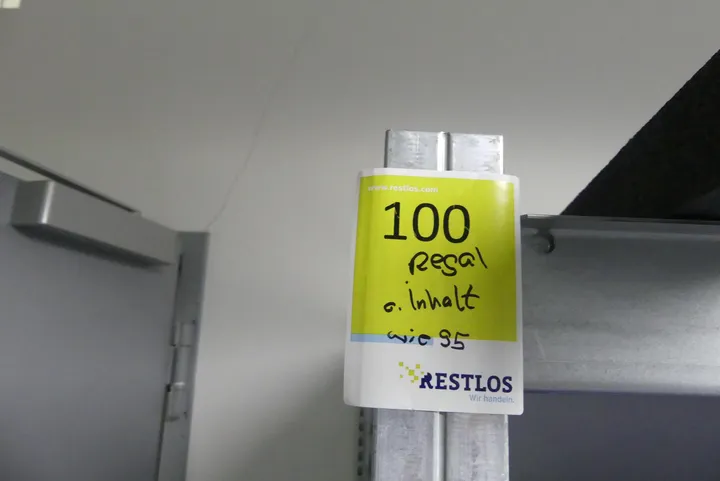 www.restlos.com
100
Regal
o. Inhalt
wie 95
RESTLOS
Wir handeln.